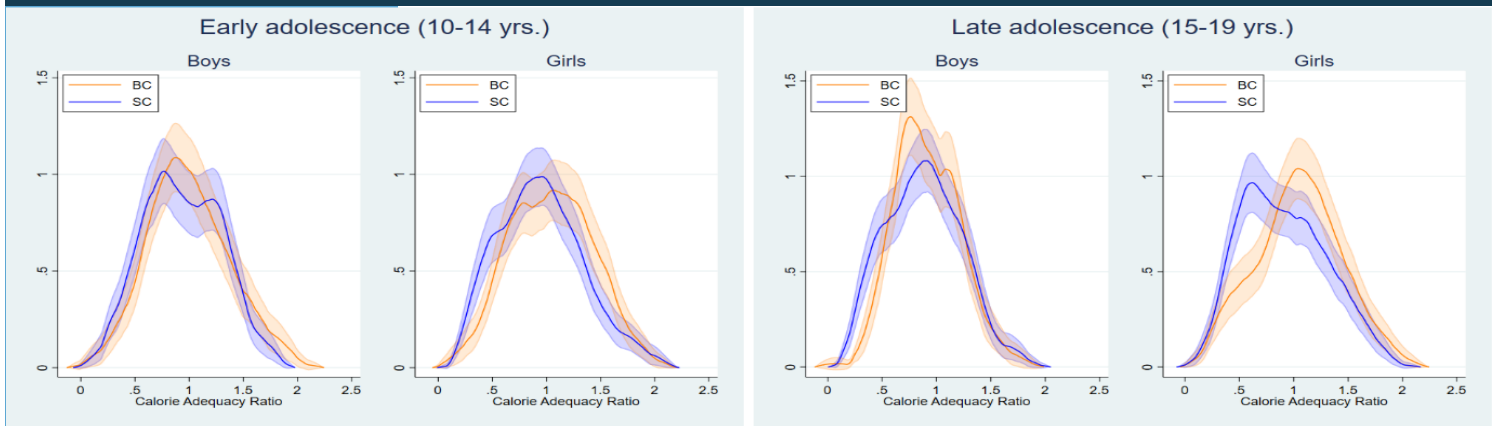 Early adolescence (10-14 yrs.)
Boys
BC
SC
1.5
1
.5
0
0 .5 1 1.5 2 2.5
Calorie Adequacy Ratio
Girls
BC
SC
1.5
1
.5
0
0 .5 1 1.5 2 2.5
Calorie Adequacy Ratio
Late adolescence (15-19 yrs.)
Boys
BC
SC
1.5
1
.5
0
0 .5 1 1.5 2 2.5
Calorie Adequacy Ratio
Girls
BC
SC
1.5
1
.5
0
0 .5 1 1.5 2 2.5
Calorie Adequacy Ratio